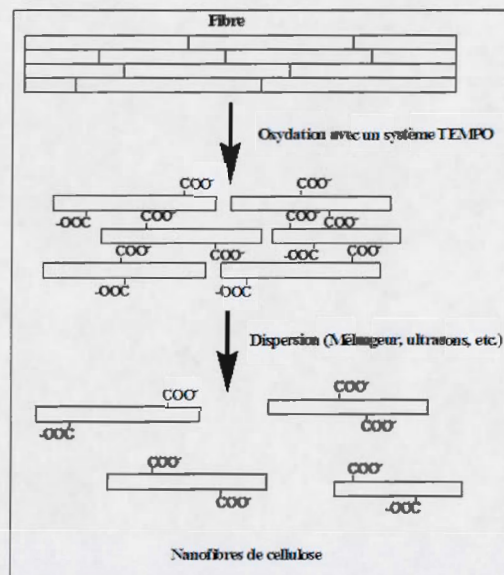 Fibre
Oxydation avec un système TEMPO
COO⁻ COO⁻
-OOC COO⁻ COO⁻ COO⁻
COO⁻ COO⁻ -OOC COO⁻
-OOC -OOC
Dispersion (Mélangeur, ultrasons, etc.)
COO⁻ COO⁻
-OOC COO⁻
COO⁻ COO⁻
COO⁻ -OOC
Nanofibres de cellulose